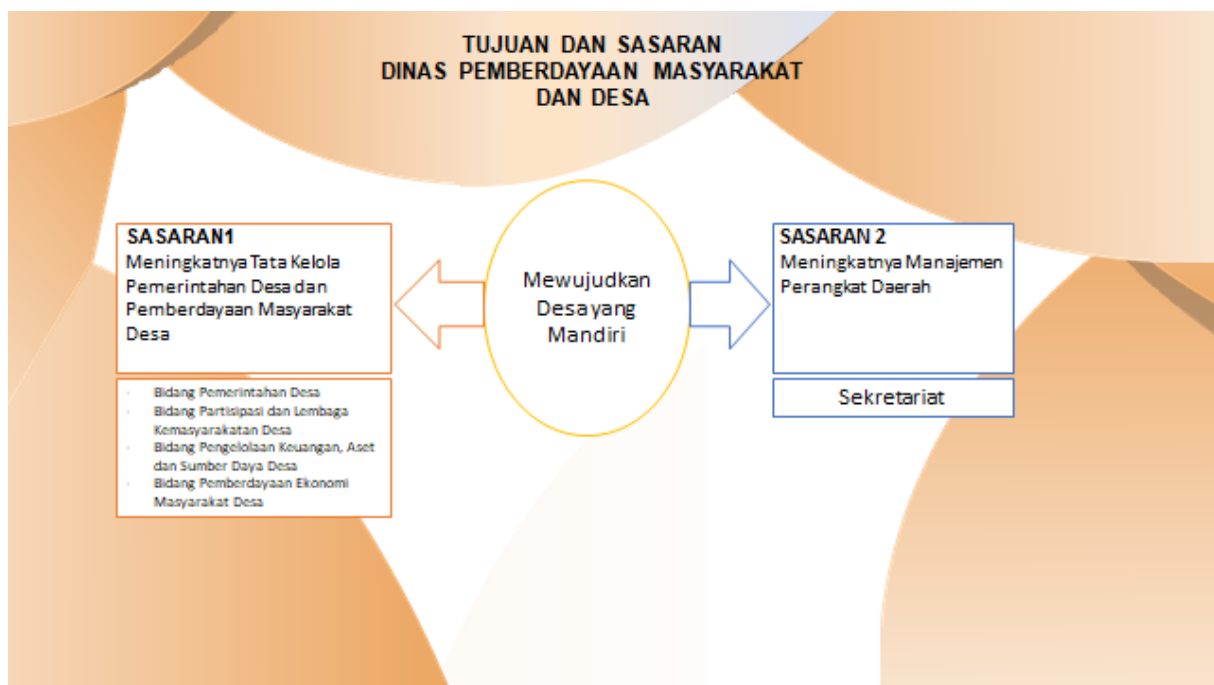 TUJUAN DAN SASARAN
DINAS PEMBERDAYAAN MASYARAKAT
DAN DESA
SASARAN1
Meningkatnya Tata Kelola
Pemerintahan Desa dan
Pemberdayaan Masyarakat
Desa
- Bidang Pemerintahan Desa
- Bidang Partisipasi dan Lembaga
Kemasyarakatan Desa
- Bidang Pengelolaan Keuangan, Aset
dan Sumber Daya Desa
- Bidang Pemberdayaan Ekonomi
Masyarakat Desa
Mewujudkan
Desa yang
Mandiri
SASARAN 2
Meningkatnya Manajemen
Perangkat Daerah
Sekretariat